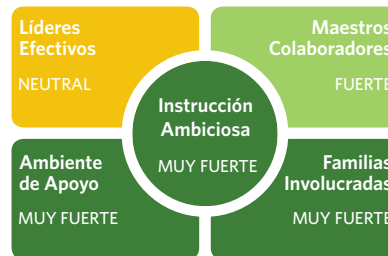 Líderes
Efectivos
NEUTRAL
Maestros
Colaboradores
FUERTE
Instrucción
Ambiciosa
MUY FUERTE
Ambiente
de Apoyo
MUY FUERTE
Familias
Involucradas
MUY FUERTE